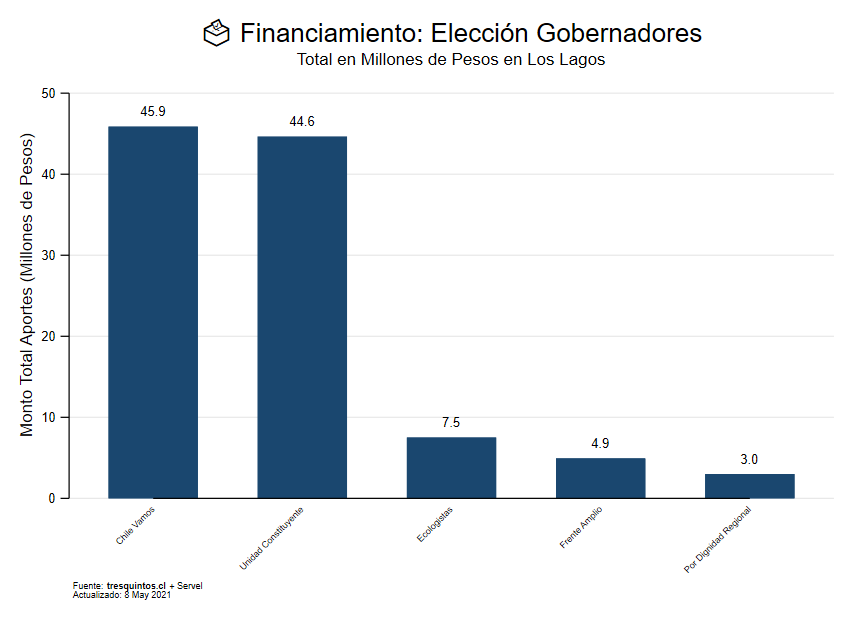 Financiamiento: Elección Gobernadores
Total en Millones de Pesos en Los Lagos
Monto Total Aportes (Millones de Pesos)
50
40
30
20
10
0
45.9
44.6
7.5
4.9
3.0
Chile Vamos
Unidad Constituyente
Ecologistas
Frente Amplio
Por Dignidad Regional
Fuente: tresquintos.cl + Servel
Actualizado: 8 May 2021